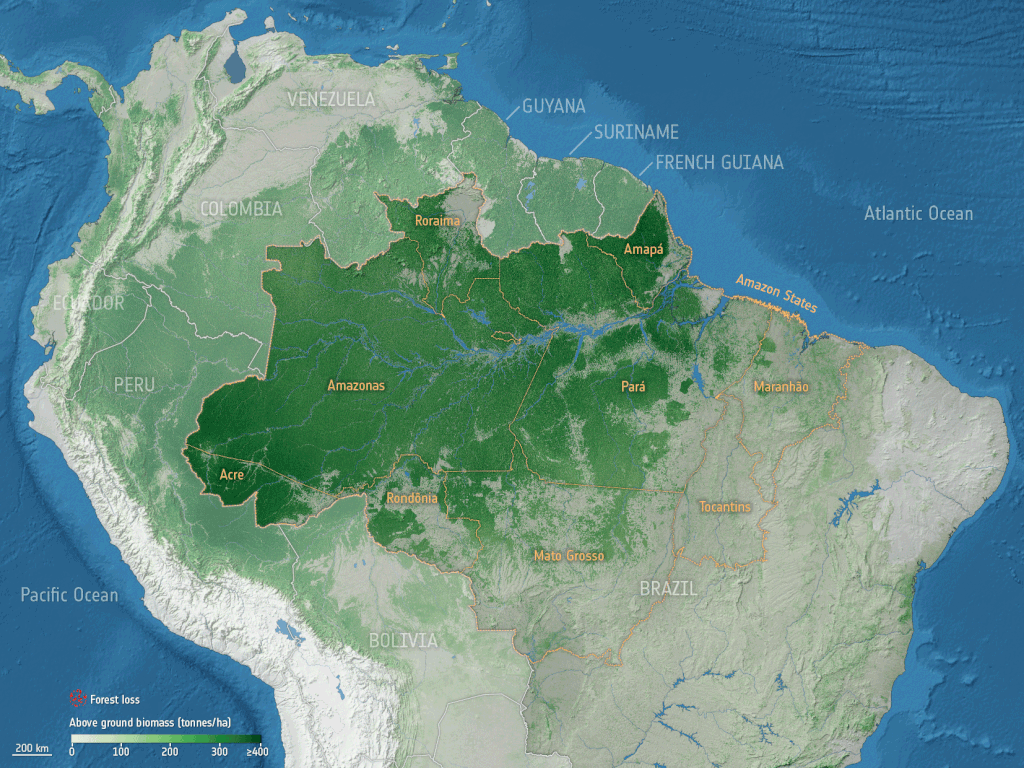 VENEZUELA
GUYANA
SURINAME
FRENCH GUIANA
COLOMBIA
Roraima
Atlantic Ocean
Amapá
Amazon States
ECUADOR
PERU
Amazonas
Pará
Maranhão
Acre
Rondônia
Tocantins
Mato Grosso
Pacific Ocean
BRAZIL
BOLIVIA
Forest loss
Above ground biomass (tonnes/ha)
200 km
0 100 200 300 ≥400